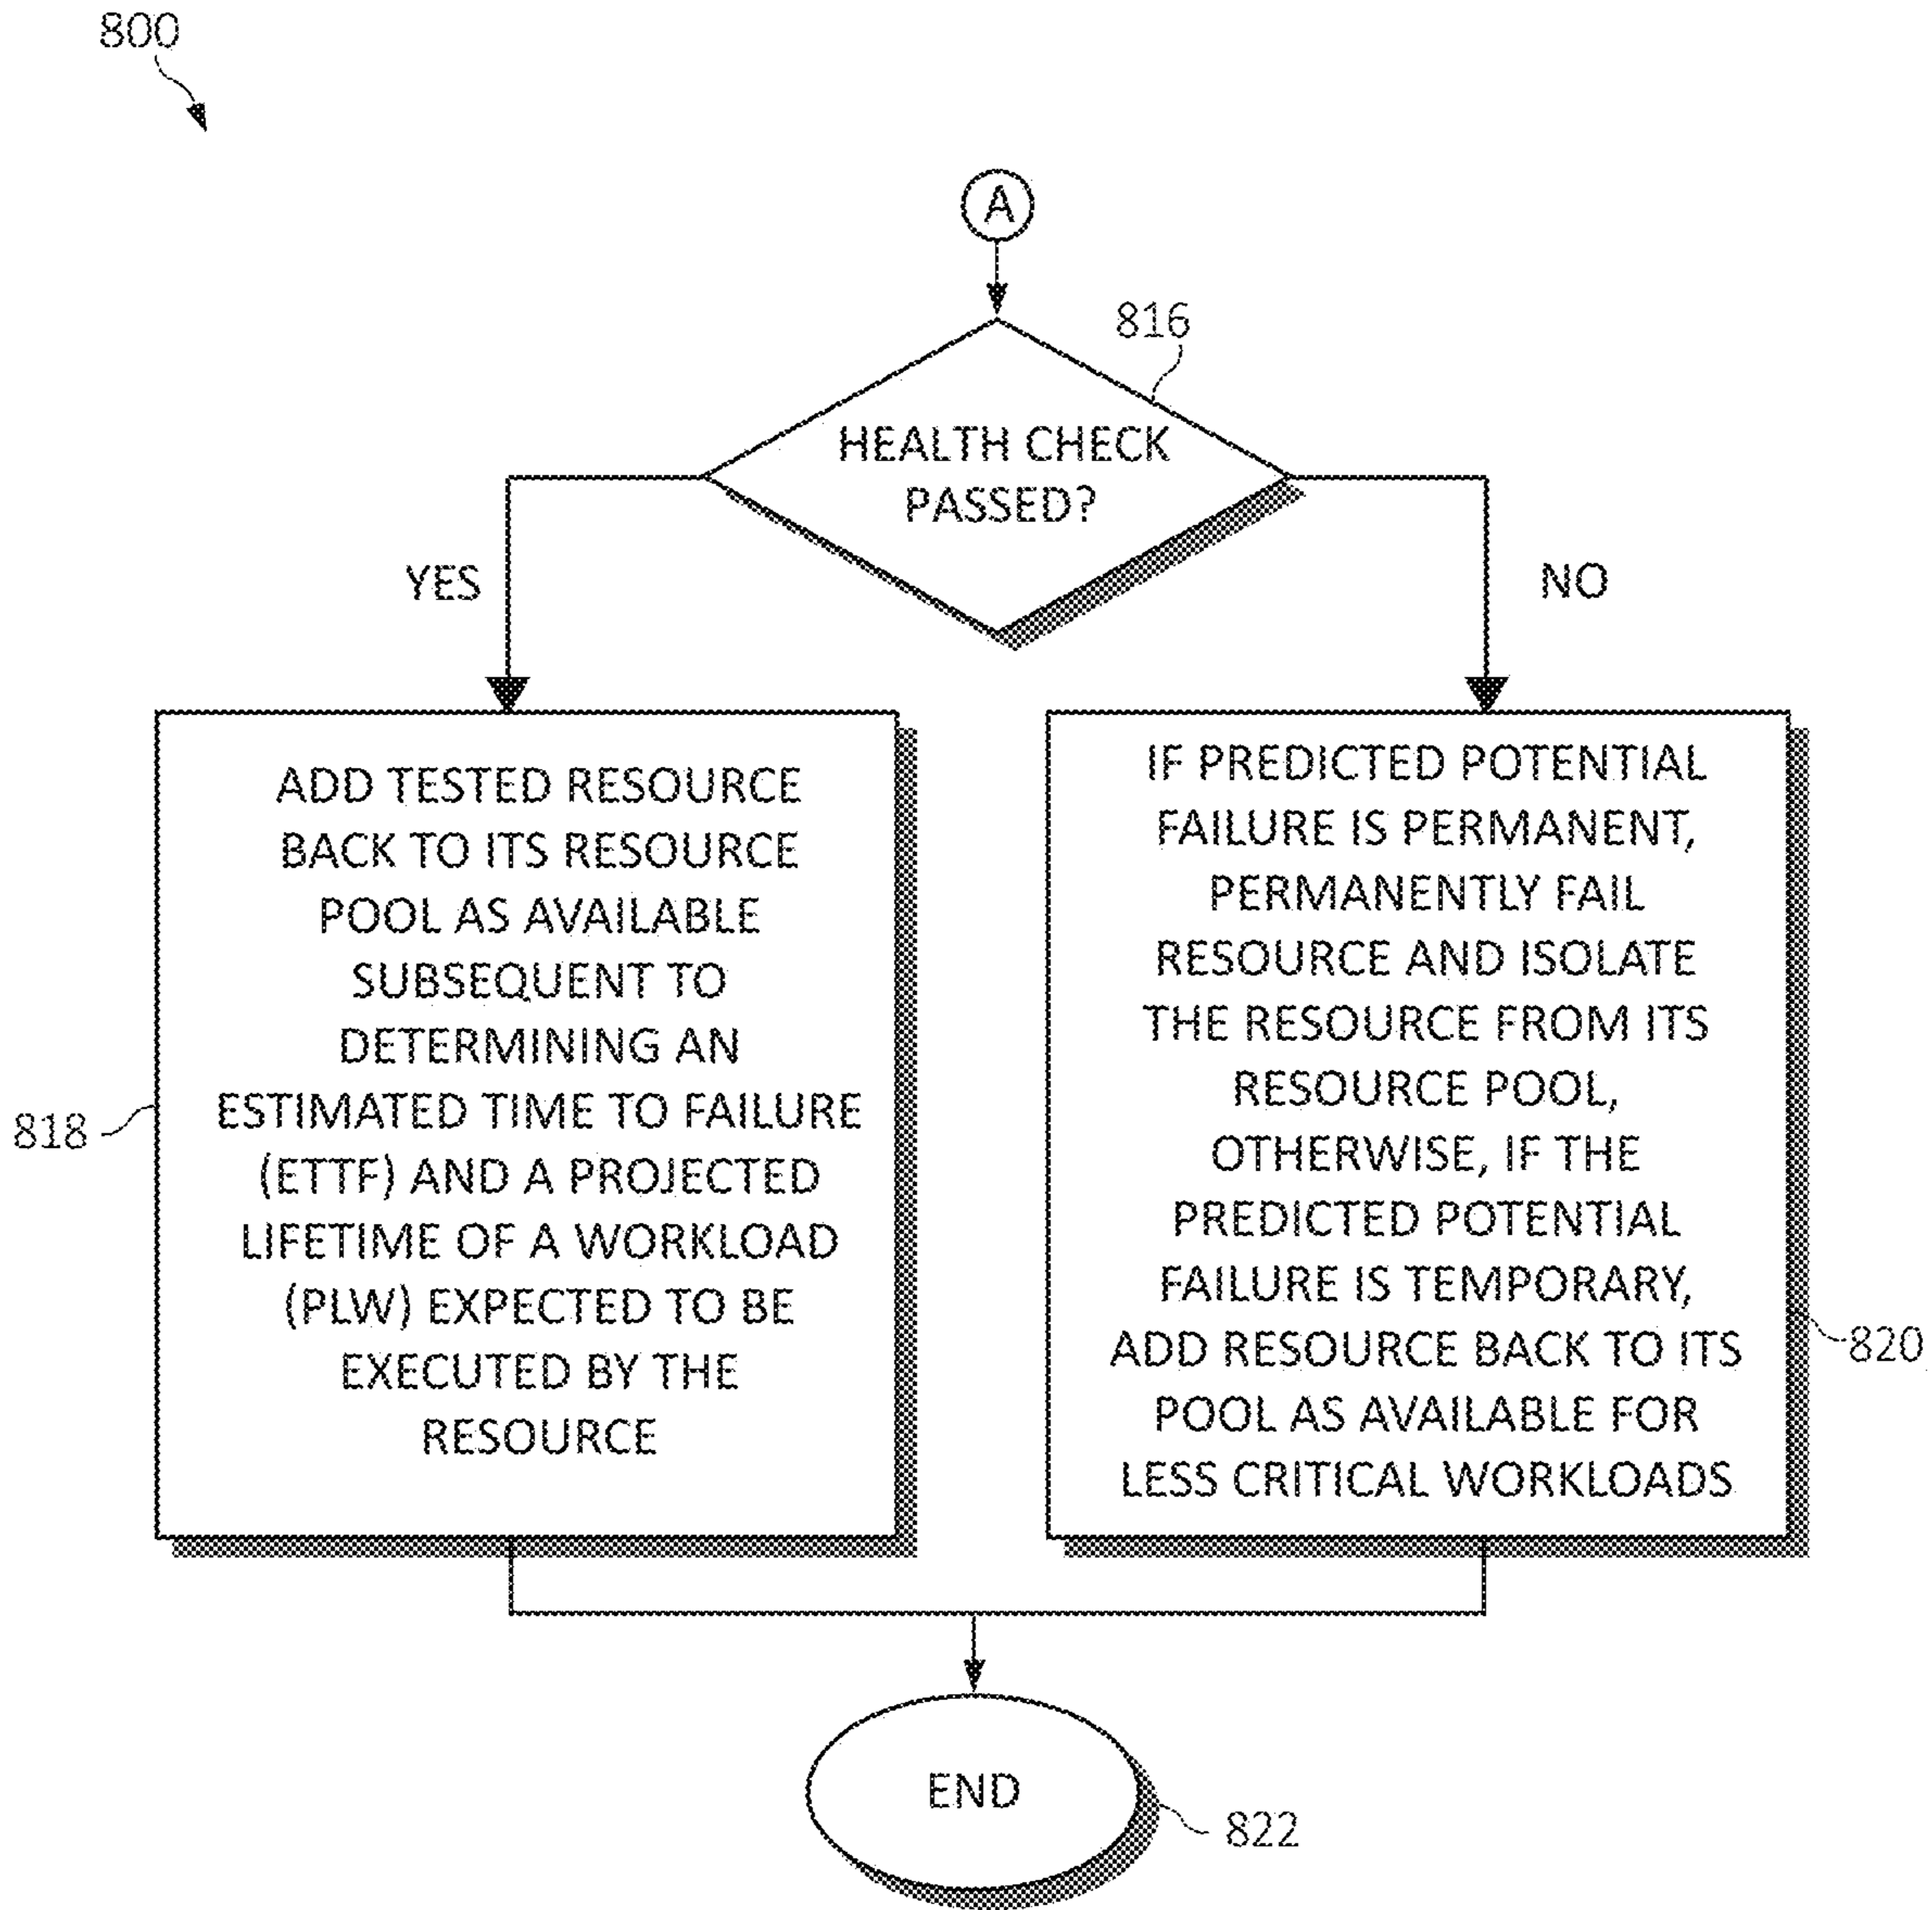 800
A
816
HEALTH CHECK
PASSED?
YES
NO
ADD TESTED RESOURCE
BACK TO ITS RESOURCE
POOL AS AVAILABLE
SUBSEQUENT TO
DETERMINING AN
ESTIMATED TIME TO FAILURE
(ETTF) AND A PROJECTED
LIFETIME OF A WORKLOAD
(PLW) EXPECTED TO BE
EXECUTED BY THE
RESOURCE
818
IF PREDICTED POTENTIAL
FAILURE IS PERMANENT,
PERMANENTLY FAIL
RESOURCE AND ISOLATE
THE RESOURCE FROM ITS
RESOURCE POOL,
OTHERWISE, IF THE
PREDICTED POTENTIAL
FAILURE IS TEMPORARY,
ADD RESOURCE BACK TO ITS
POOL AS AVAILABLE FOR
LESS CRITICAL WORKLOADS
820
END
822